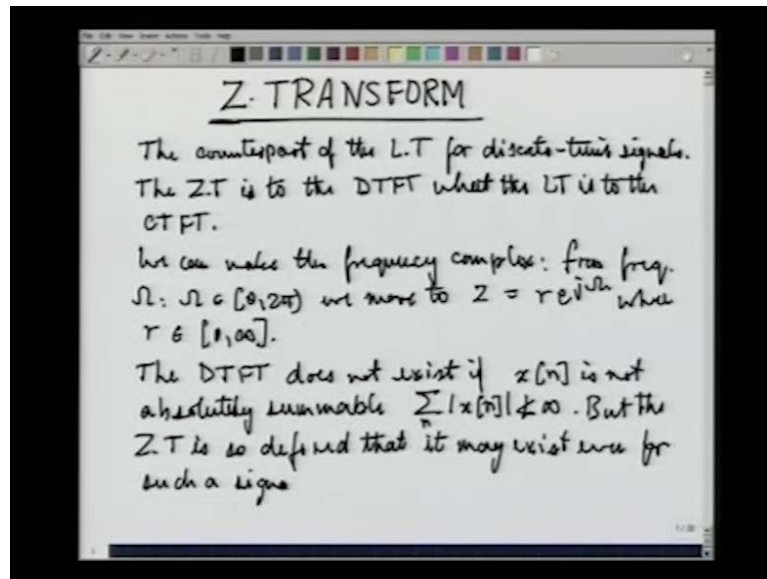 Z-TRANSFORM
The counterpart of the L.T for discrete-time signals.
The Z.T is to the DTFT what the LT is to the
CTFT.
We can make the frequency complex: from freq.
Ω: Ω ∈ [0,2π) we move to z = re^{jΩ} where
r ∈ [0,∞].
The DTFT does not exist if x[n] is not
absolutely summable ∑_n |x[n]| ≮ ∞. But the
Z.T is so defined that it may exist even for
such a signa